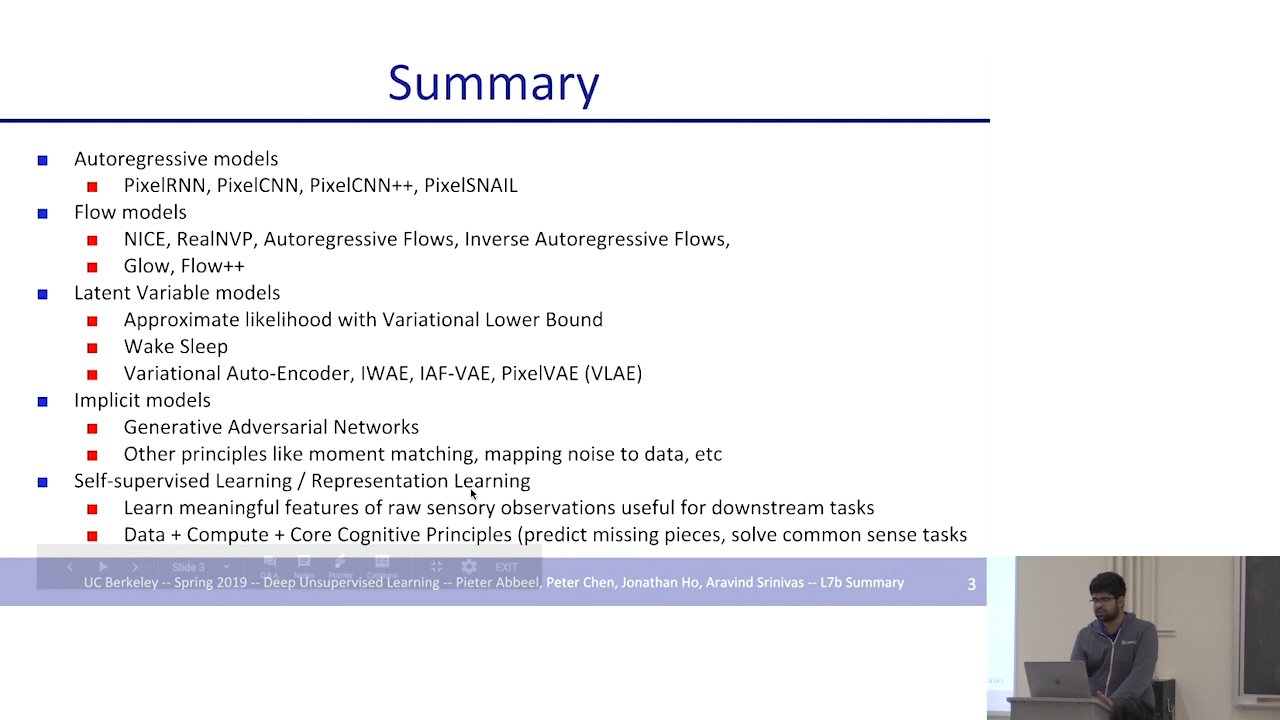 Summary
Autoregressive models
PixelRNN, PixelCNN, PixelCNN++, PixelSNAIL
Flow models
NICE, RealNVP, Autoregressive Flows, Inverse Autoregressive Flows,
Glow, Flow++
Latent Variable models
Approximate likelihood with Variational Lower Bound
Wake Sleep
Variational Auto-Encoder, IWAE, IAF-VAE, PixelVAE (VLAE)
Implicit models
Generative Adversarial Networks
Other principles like moment matching, mapping noise to data, etc
Self-supervised Learning / Representation Learning
Learn meaningful features of raw sensory observations useful for downstream tasks
Data + Compute + Core Cognitive Principles (predict missing pieces, solve common sense tasks
Slide 3 EXIT
UC Berkeley -- Spring 2019 -- Deep Unsupervised Learning -- Pieter Abbeel, Peter Chen, Jonathan Ho, Aravind Srinivas -- L7b Summary 3